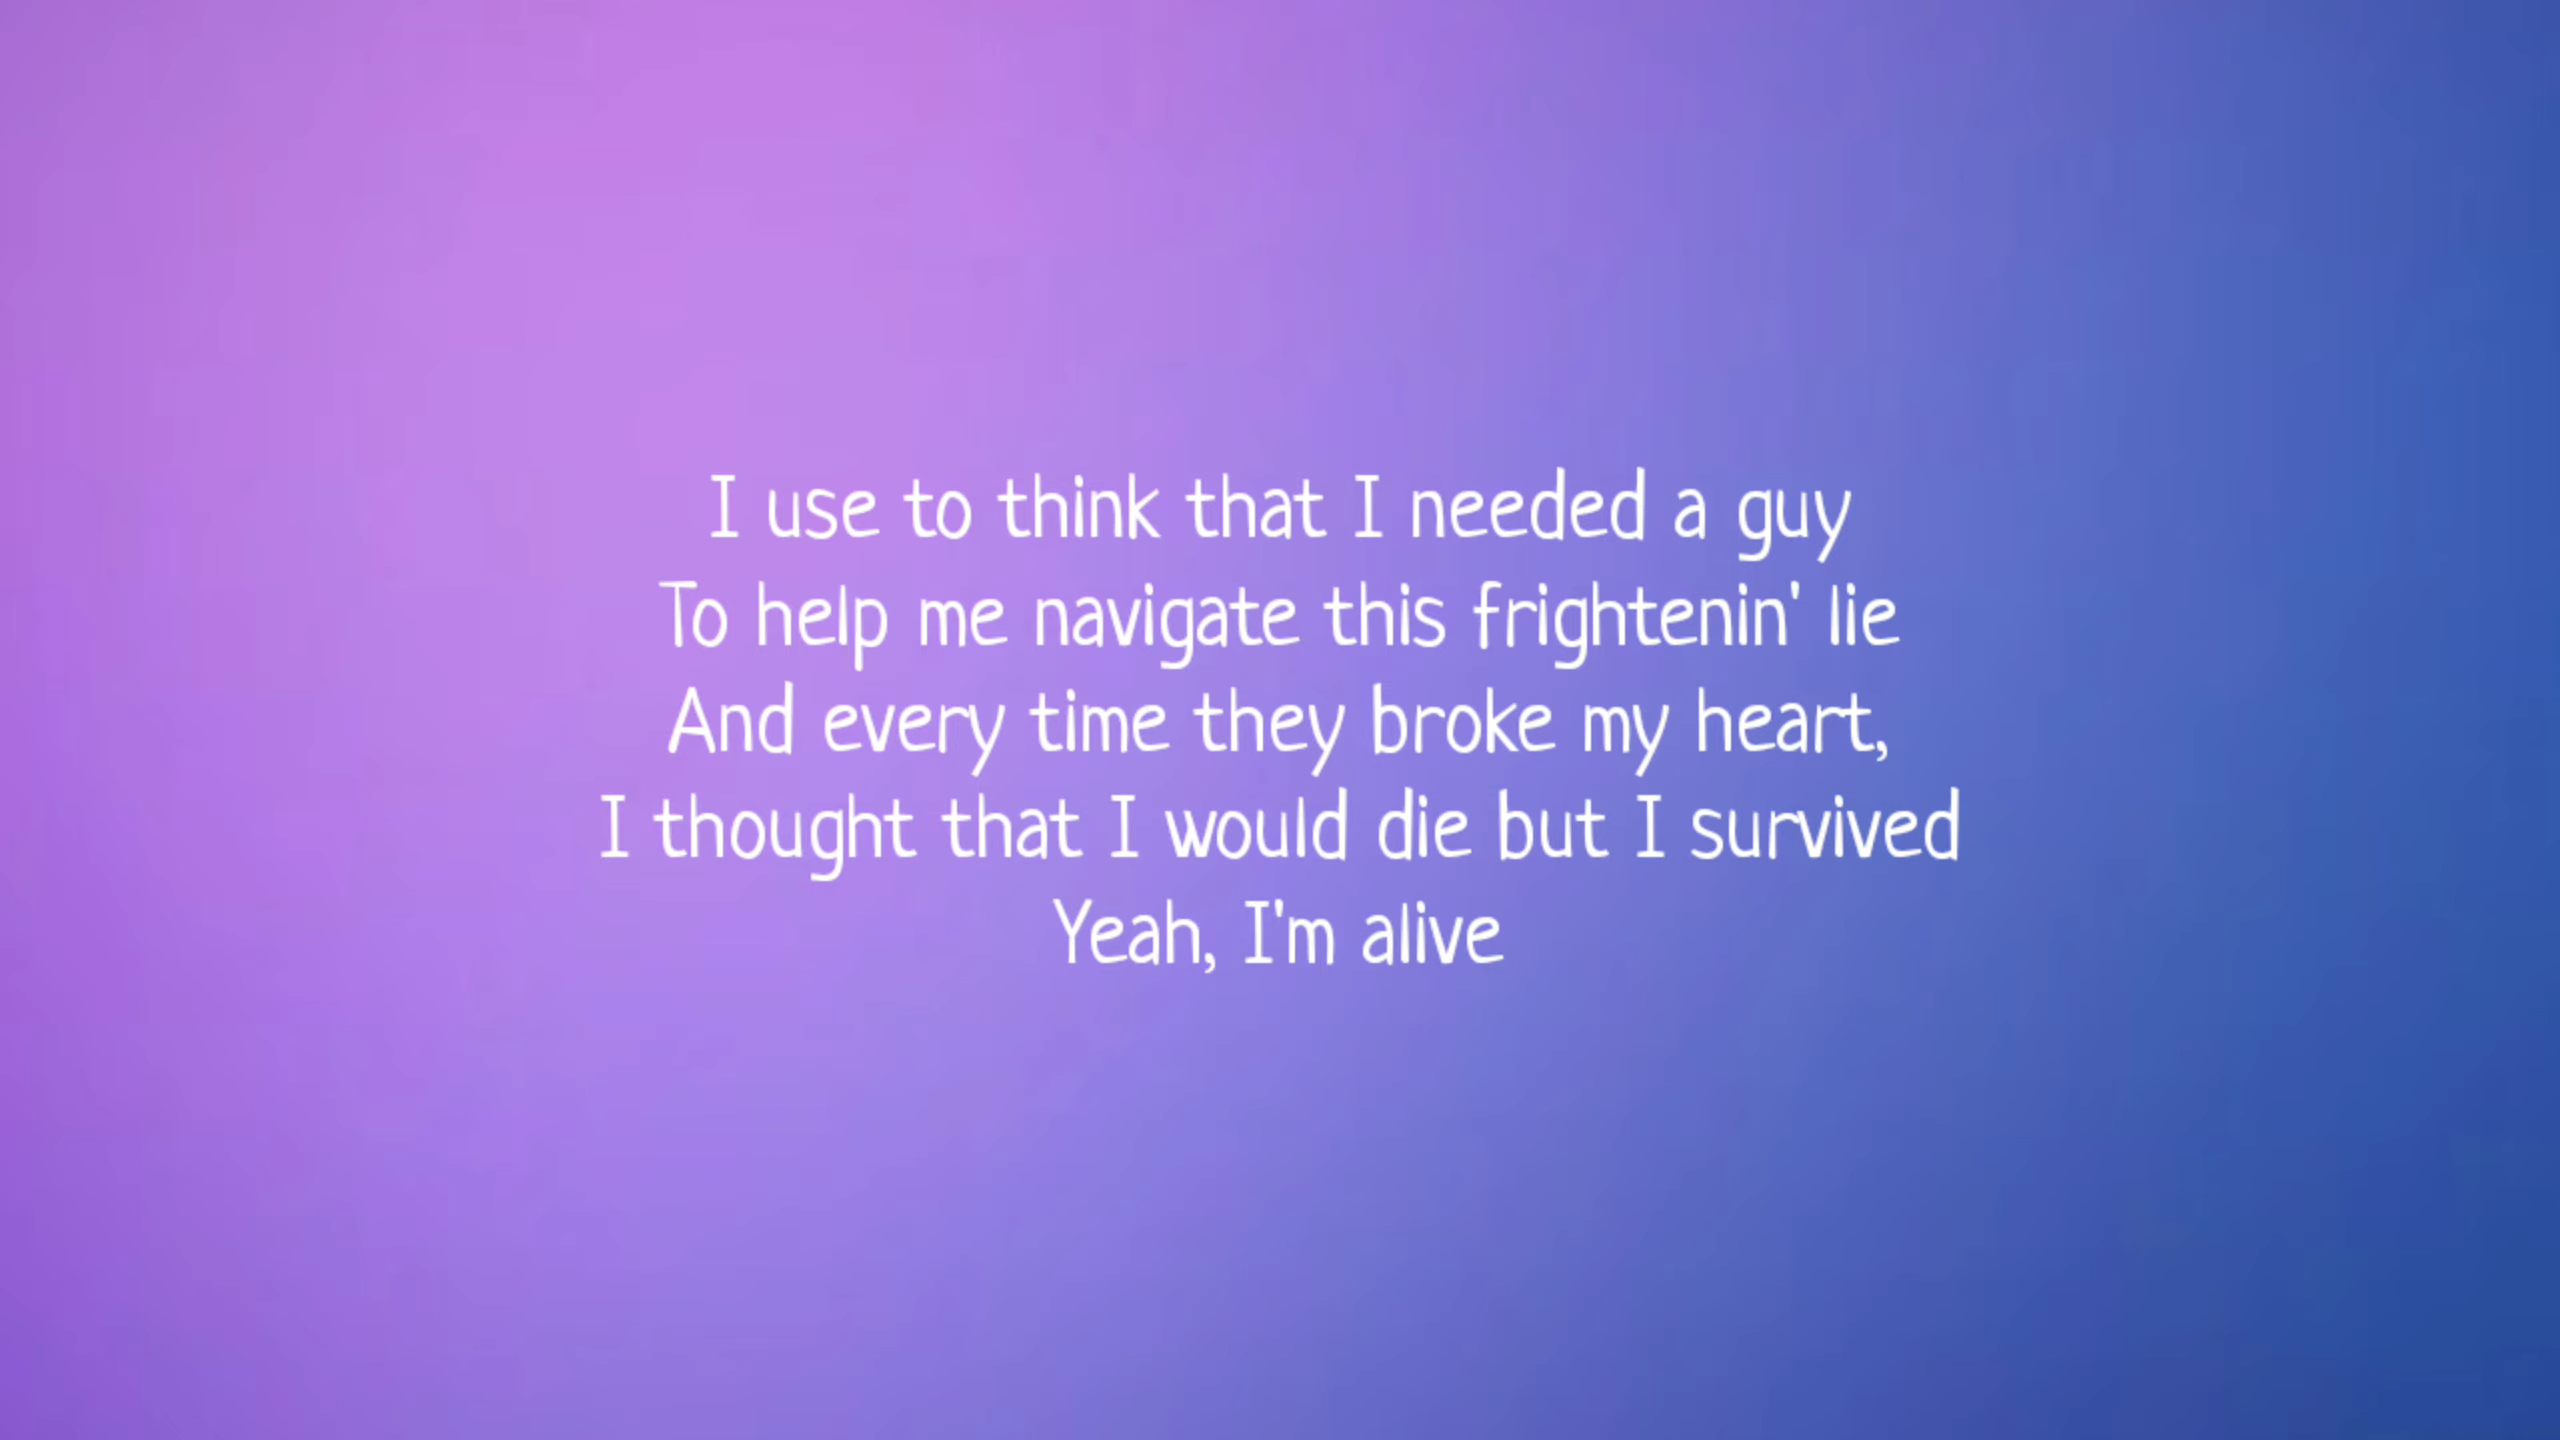 I use to think that I needed a guy
To help me navigate this frightenin' lie
And every time they broke my heart,
I thought that I would die but I survived
Yeah, I'm alive